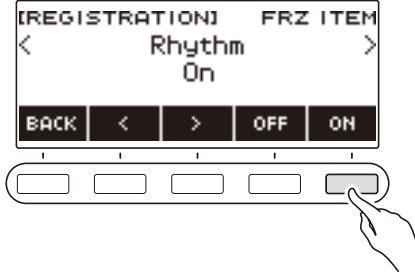 [REGISTRATION] FRZ ITEM
< Rhythm >
On
BACK < > OFF ON